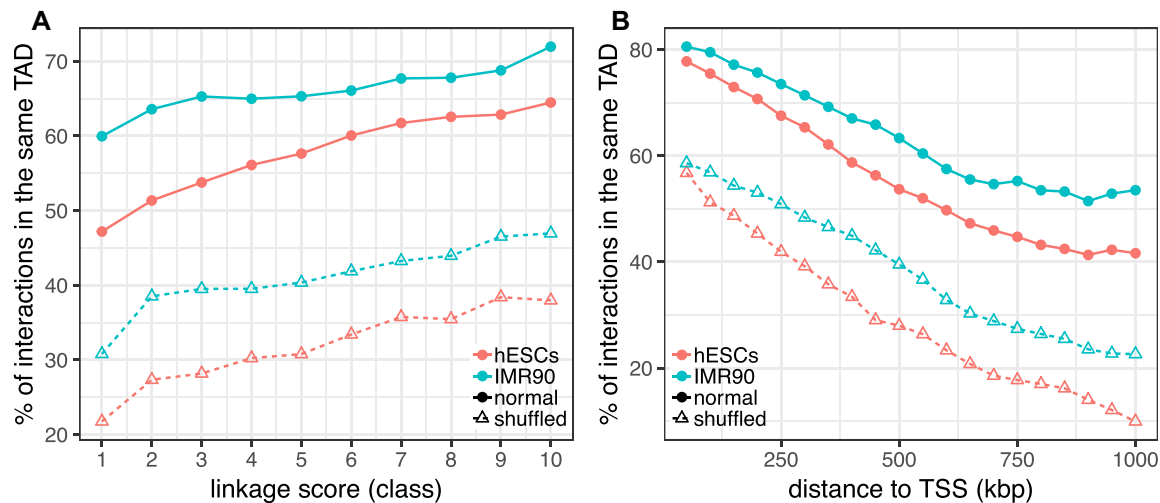 A
% of interactions in the same TAD
70
60
50
40
30
20
1 2 3 4 5 6 7 8 9 10
linkage score (class)
hESCs
IMR90
normal
shuffled
B
% of interactions in the same TAD
80
60
40
20
250 500 750 1000
distance to TSS (kbp)
hESCs
IMR90
normal
shuffled